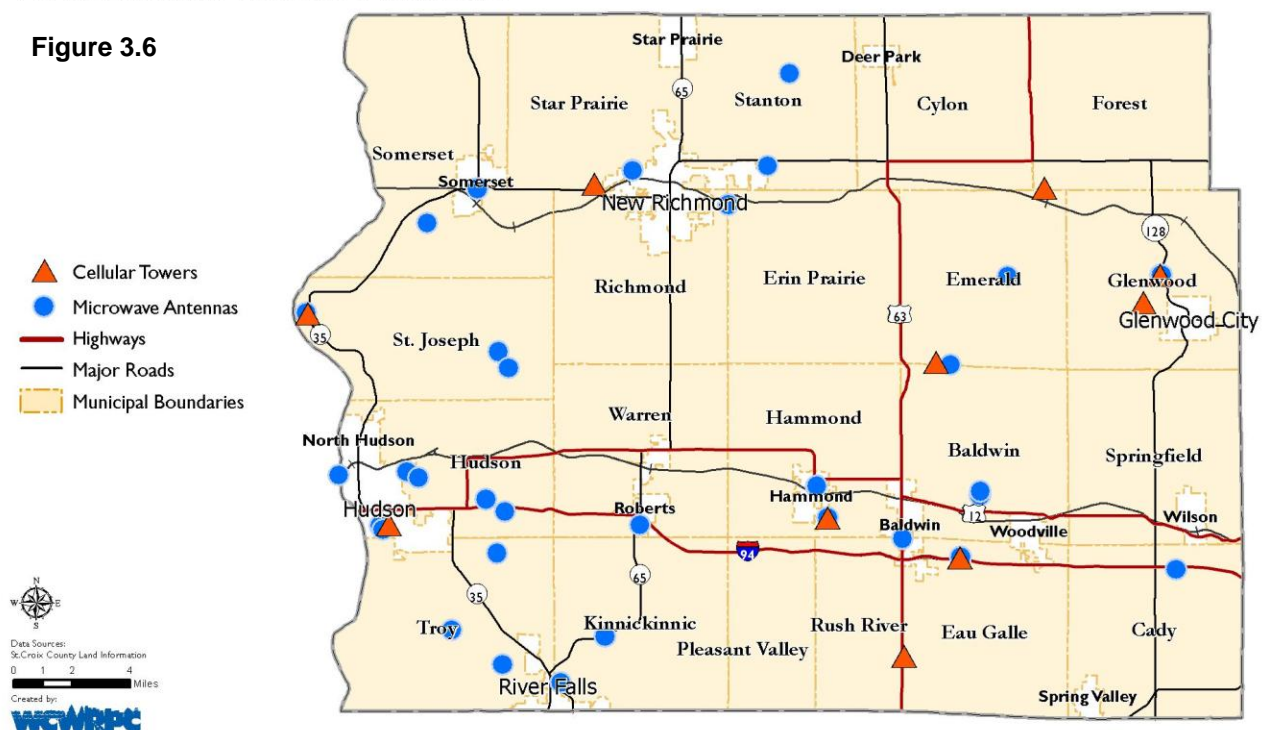 Figure 3.6
Star Prairie
Deer Park
65
Star Prairie
Stanton
Cylon
Forest
Somerset
Somerset
New Richmond
128
Cellular Towers
Microwave Antennas
Highways
Major Roads
Municipal Boundaries
Richmond
Erin Prairie
Emerald
Glenwood
Glenwood City
63
35
St. Joseph
Warren
Hammond
Baldwin
Springfield
North Hudson
Hudson
Hudson
Roberts
Hammond
Baldwin
12
Woodville
Wilson
94
35
65
Troy
Kinnickinnic
Pleasant Valley
Rush River
Eau Galle
Cady
River Falls
Spring Valley
N
W
E
S
Data Sources:
St.Croix County Land Information
0 1 2 4
Miles
Created by:
WCWRPC